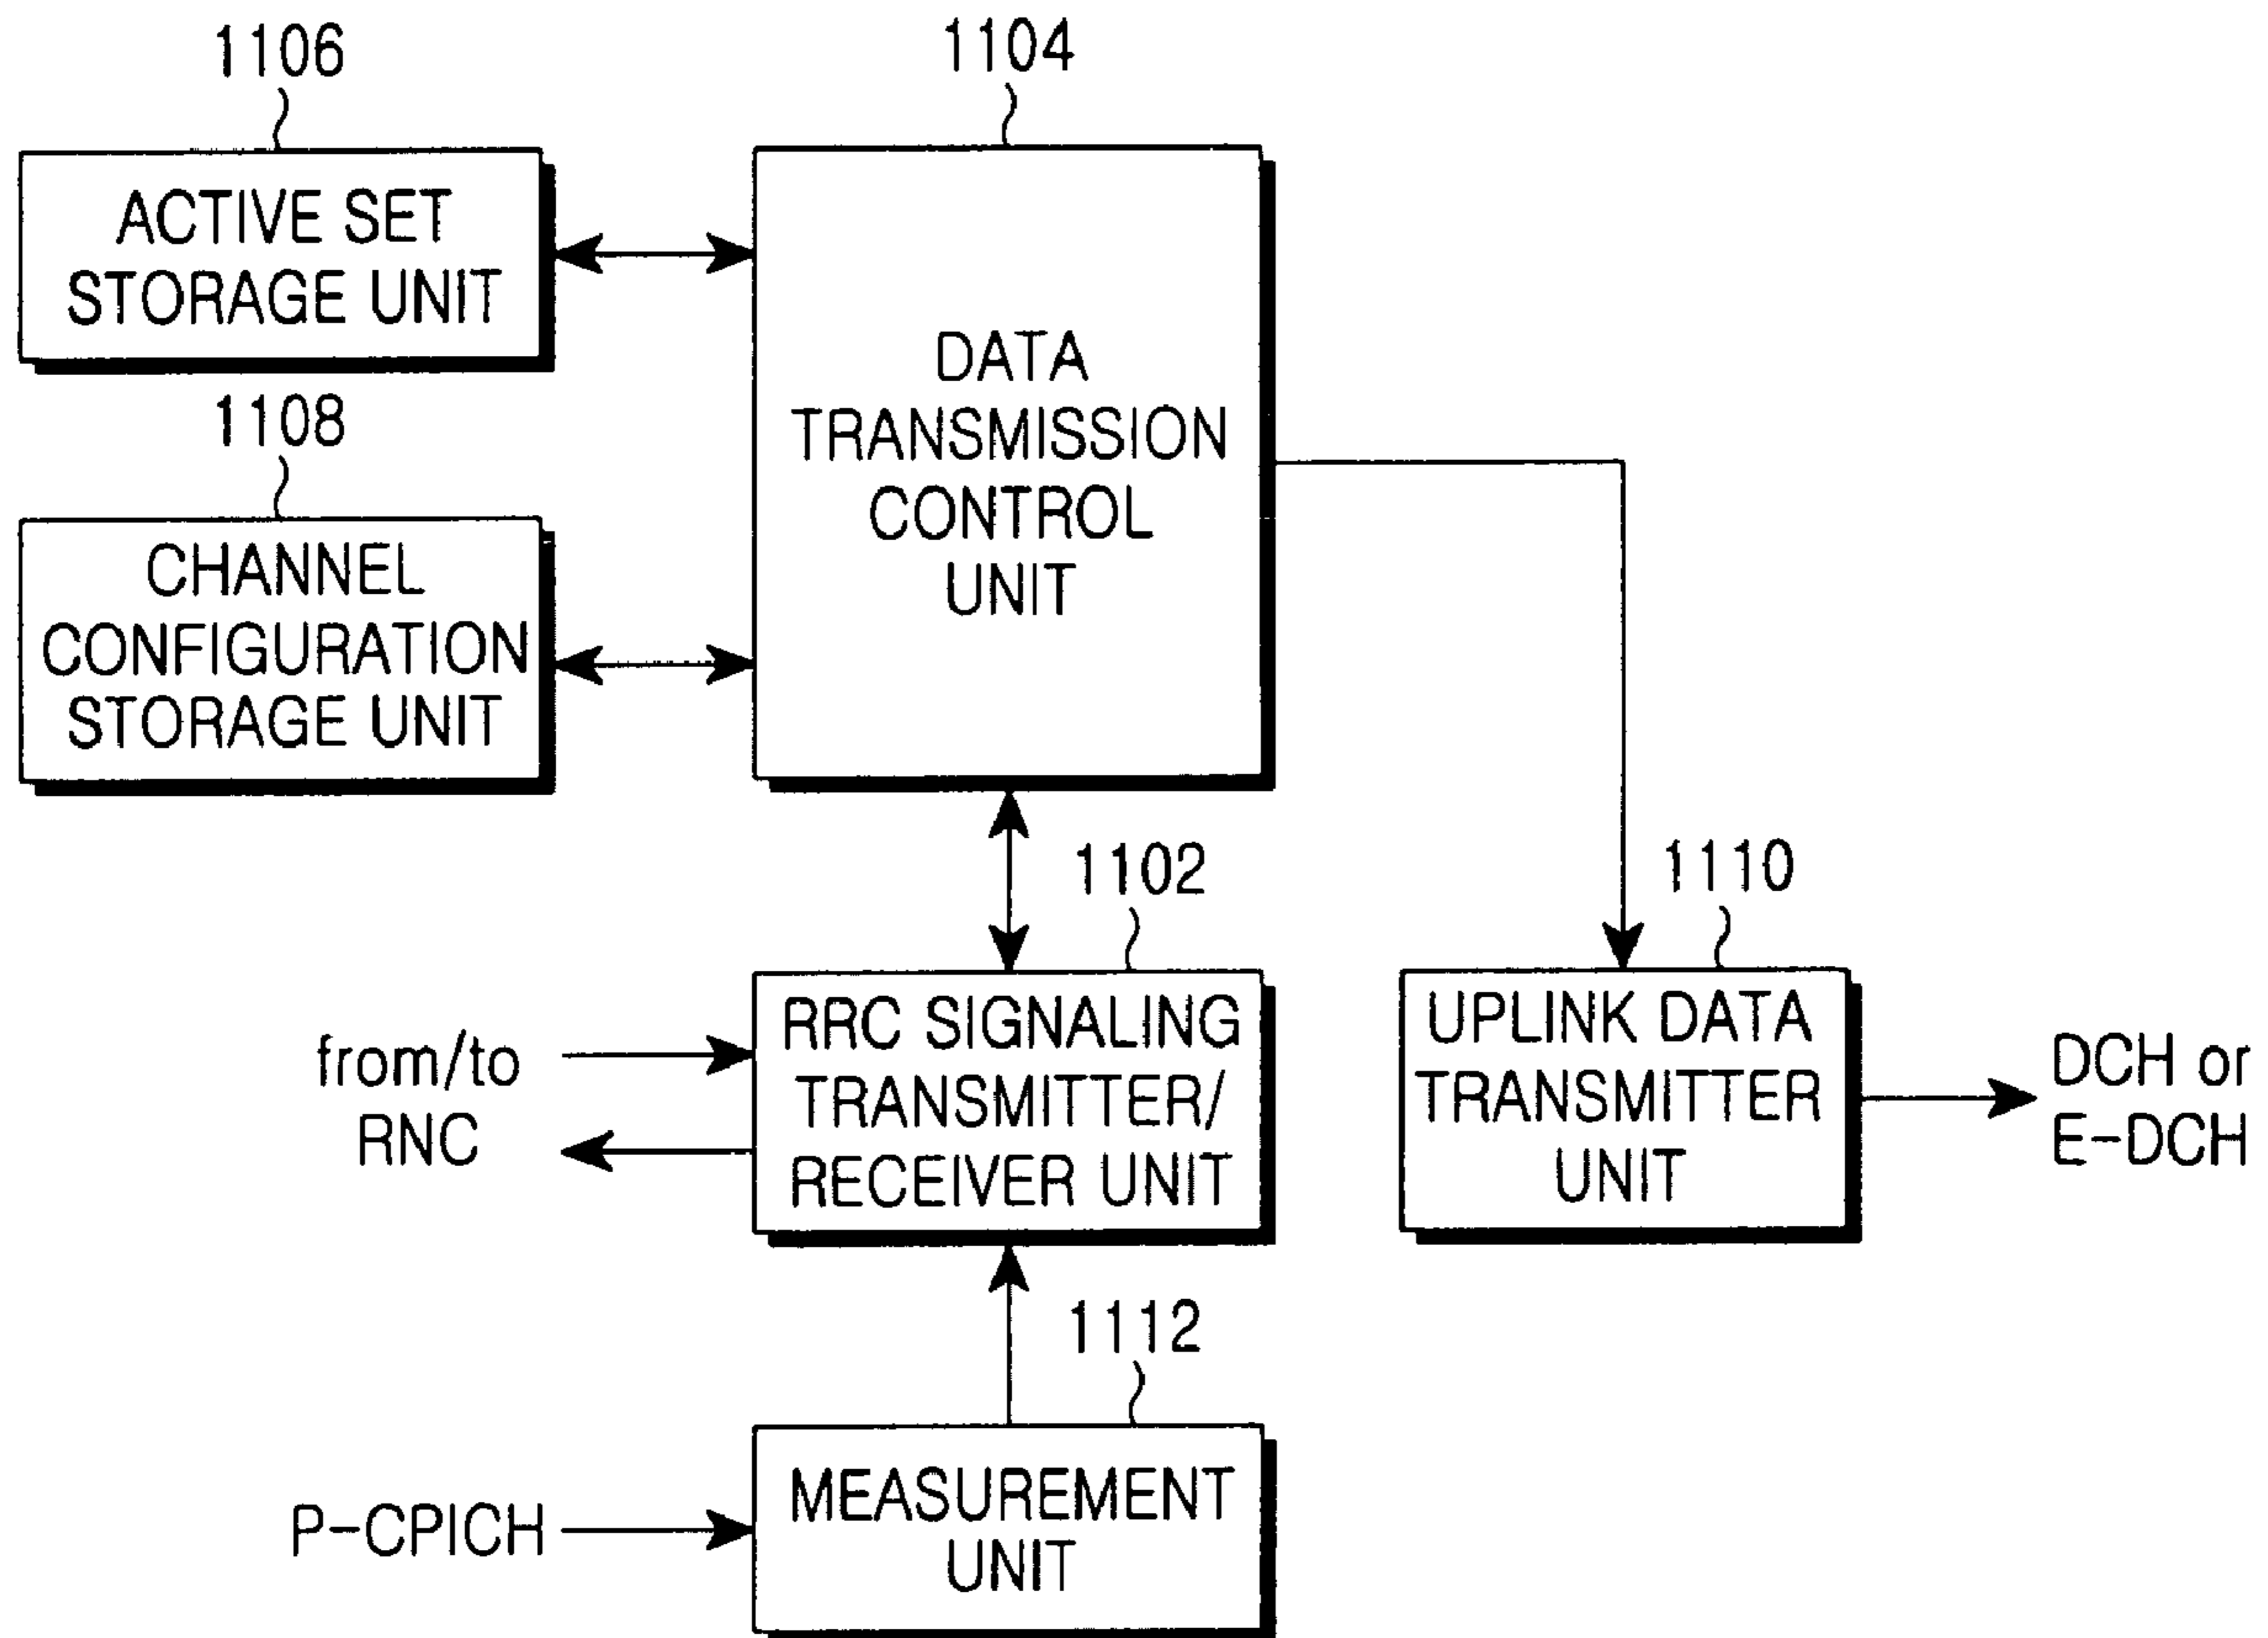 1106
1104
ACTIVE SET
STORAGE UNIT
DATA
TRANSMISSION
CONTROL
UNIT
1108
CHANNEL
CONFIGURATION
STORAGE UNIT
1102
1110
from/to
RNC
RRC SIGNALING
TRANSMITTER/
RECEIVER UNIT
UPLINK DATA
TRANSMITTER
UNIT
DCH or
E-DCH
1112
P-CPICH
MEASUREMENT
UNIT